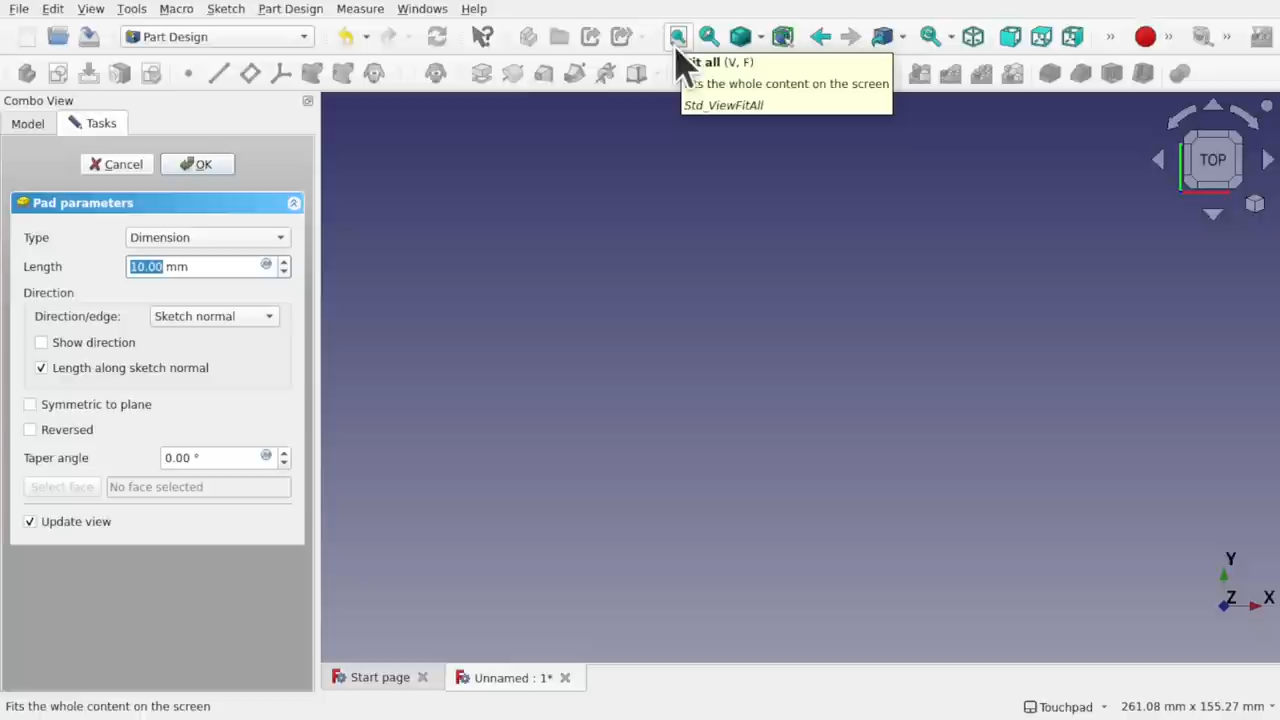 File Edit View Tools Macro Sketch Part Design Measure Windows Help
Part Design
Fit all (V, F)
Fits the whole content on the screen
Std_ViewFitAll
Combo View
Model Tasks
Cancel OK
TOP
Pad parameters
Type Dimension
Length 10.00 mm
Direction
Direction/edge: Sketch normal
Show direction
Length along sketch normal
Symmetric to plane
Reversed
Taper angle 0.00 °
Select face No face selected
Update view
Y
Z X
Start page Unnamed : 1*
Fits the whole content on the screen Touchpad 261.08 mm x 155.27 mm